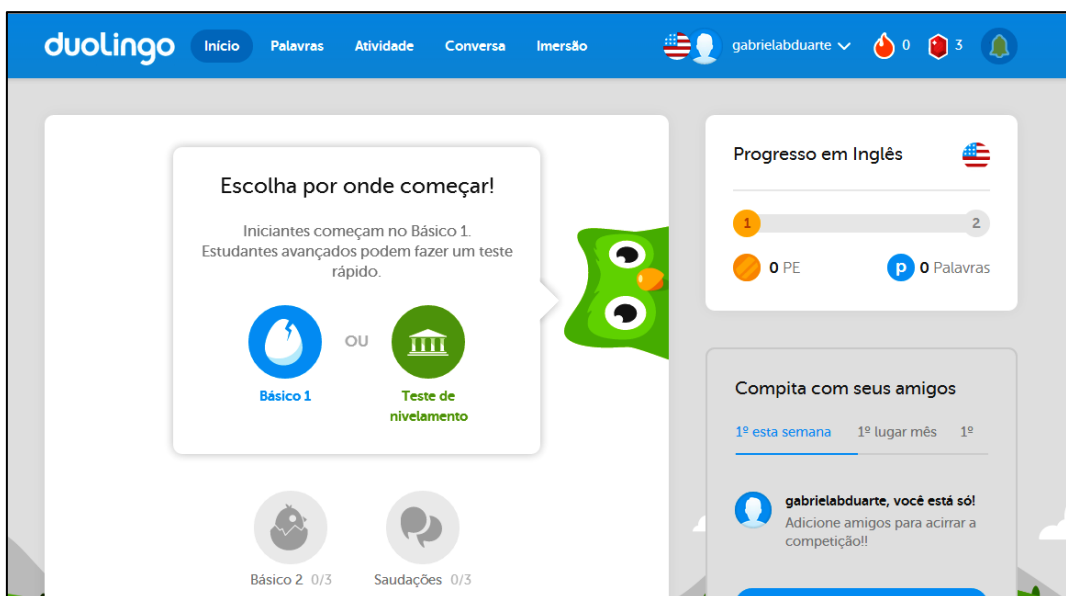 duolingo Início Palavras Atividade Conversa Imersão gabrielabduarte 0 3
Escolha por onde começar!
Iniciantes começam no Básico 1.
Estudantes avançados podem fazer um teste
rápido.
OU
Básico 1
Teste de
nivelamento
Básico 2 0/3
Saudações 0/3
Progresso em Inglês
1 2
0 PE
p 0 Palavras
Compita com seus amigos
1º esta semana 1º lugar mês 1º
gabrielabduarte, você está só!
Adicione amigos para acirrar a
competição!!